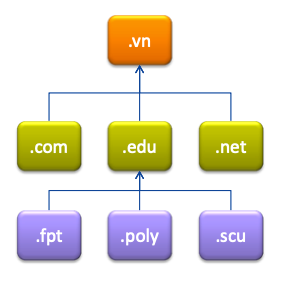 .vn
.com
.edu
.net
.fpt
.poly
.scu